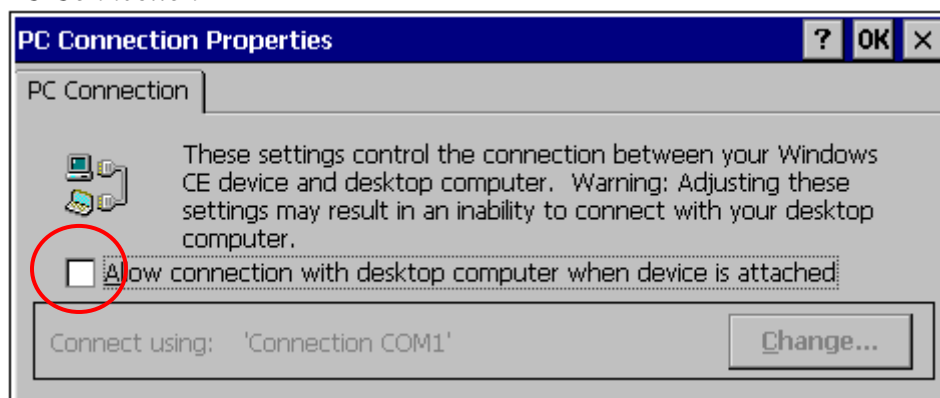 PC Connection Properties ? OK ×
PC Connection
These settings control the connection between your Windows
CE device and desktop computer. Warning: Adjusting these
settings may result in an inability to connect with your desktop
computer.
Allow connection with desktop computer when device is attached
Connect using: 'Connection COM1' Change...